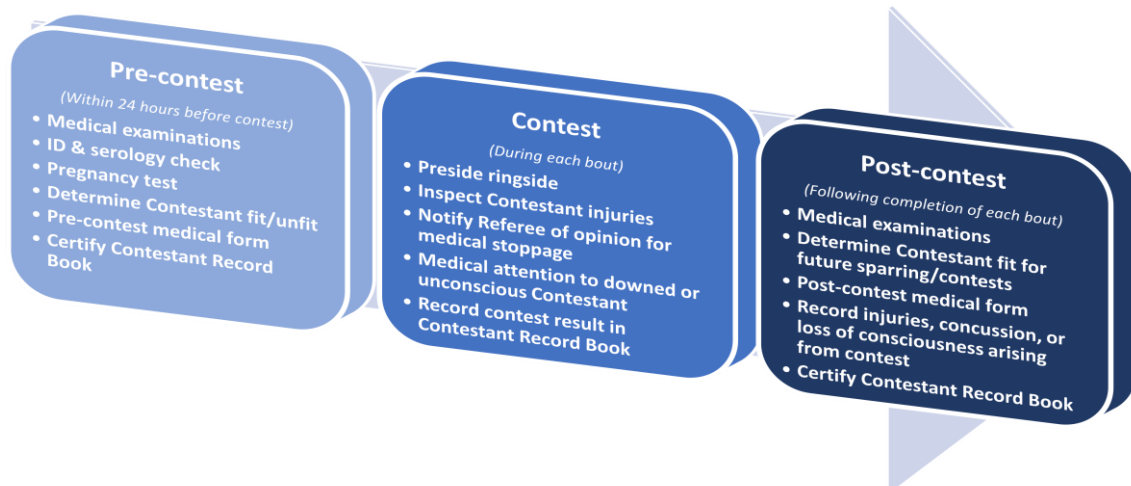 Pre-contest
(Within 24 hours before contest)
• Medical examinations
• ID & serology check
• Pregnancy test
• Determine Contestant fit/unfit
• Pre-contest medical form
• Certify Contestant Record
Book
Contest
(During each bout)
• Preside ringside
• Inspect Contestant injuries
• Notify Referee of opinion for
medical stoppage
• Medical attention to downed or
unconscious Contestant
• Record contest result in
Contestant Record Book
Post-contest
(Following completion of each bout)
• Medical examinations
• Determine Contestant fit for
future sparring/contests
• Post-contest medical form
• Record injuries, concussion, or
loss of consciousness arising
from contest
• Certify Contestant Record Book